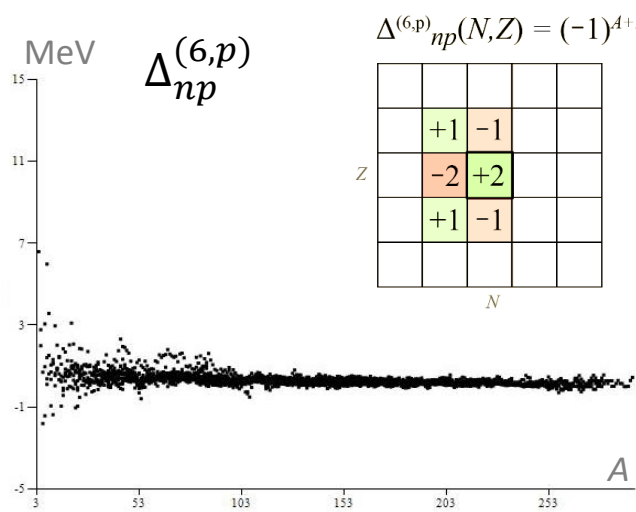 MeV
Δ(6,p)np
Δ(6,p)np(N,Z) = (−1)A+
+1 −1
Z −2 +2
+1 −1
N
15
11
7
3
-1
-5
3 53 103 153 203 253
A